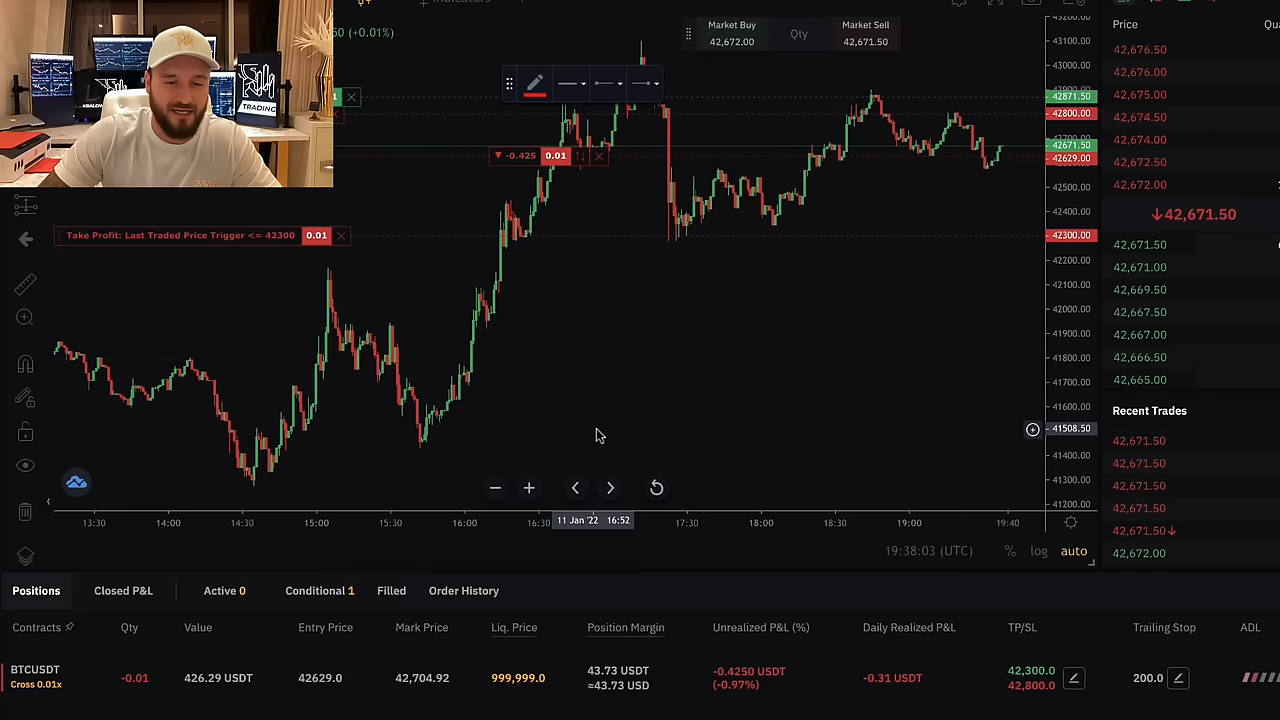 Indicators
50 (+0.01%)
Market Buy
42,672.00
Qty
Market Sell
42,671.50
TRADING
-0.425 0.01
Take Profit: Last Traded Price Trigger <= 42300 0.01
43100.00
43000.00
42871.50
42800.00
42671.50
42629.00
42500.00
42400.00
42300.00
42200.00
42100.00
42000.00
41900.00
41800.00
41700.00
41600.00
41508.50
41400.00
41300.00
41200.00
13:30 14:00 14:30 15:00 15:30 16:00 16:30 11 Jan '22 16:52 17:30 18:00 18:30 19:00 19:40
19:38:03 (UTC) % log auto
Price
42,676.50
42,676.00
42,675.00
42,674.50
42,674.00
42,672.50
42,672.00
↓42,671.50
42,671.50
42,671.00
42,669.50
42,667.50
42,667.00
42,666.50
42,665.00
Recent Trades
42,671.50
42,671.50
42,671.50
42,671.50
42,671.50↓
42,672.00
Positions Closed P&L Active 0 Conditional 1 Filled Order History
Contracts Qty Value Entry Price Mark Price Liq. Price Position Margin Unrealized P&L (%) Daily Realized P&L TP/SL Trailing Stop ADL
BTCUSDT
Cross 0.01x
-0.01 426.29 USDT 42629.0 42,704.92 999,999.0
43.73 USDT
≈43.73 USD
-0.4250 USDT
(-0.97%)
-0.31 USDT
42,300.0
42,800.0
200.0